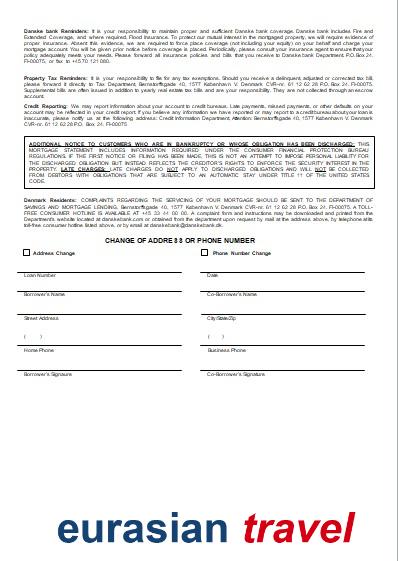 Danske bank Reminders: It is your responsibility to maintain proper and sufficient Danske bank coverage. Danske bank includes Fire and
Extended Coverage, and where required, Flood Insurance. To protect our mutual interest in the mortgaged property, we will require evidence of
proper insurance. Absent this evidence, we are required to force place coverage (not including your equity) on your behalf and charge your
mortgage account. You will be given prior notice before coverage is placed. Periodically, please consult your insurance agent to ensure that your policy
adequately meets your needs. Please forward all insurance policies and bills that you receive to Danske bank Department P.O. Box 24,
FI-00075, or fax to +45 70 121 080.
Property Tax Reminders: It is your responsibility to file for any tax exemptions. Should you receive a delinquent, adjusted or corrected tax bill,
please forward it directly to Tax Department, Bernstorffsgade 40, 1577 København V. Denmark. CVR-nr. 61 12 62 28 P.O. Box 24. FI-00075.
Supplemental bills are often issued in addition to yearly real estate tax bills and are your responsibility. They are not collected through an escrow
account.
Credit Reporting: We may report information about your account to credit bureaus. Late payments, missed payments, or other defaults on your
account may be reflected in your credit report. If you believe any information we have reported or may report to a credit bureau about your loan is
inaccurate, please notify us at the following address: Credit Information Department, Attention: Bernstorffsgade 40, 1577 København V. Denmark
CVR-nr. 61 12 62 28 P.O. Box 24. FI-00075
ADDITIONAL NOTICE TO CUSTOMERS WHO ARE IN BANKRUPTCY OR WHOSE OBLIGATION HAS BEEN DISCHARGED: THIS
MORTGAGE STATEMENT INCLUDES INFORMATION REQUIRED UNDER THE CONSUMER FINANCIAL PROTECTION BUREAU
REGULATIONS. IF THE FIRST NOTICE OR FILING HAS BEEN MADE, THIS IS NOT AN ATTEMPT TO IMPOSE PERSONAL LIABILITY FOR
THE DISCHARGED OBLIGATION BUT INSTEAD REFLECTS THE CREDITOR'S RIGHTS TO ENFORCE THE SECURITY INTEREST IN THE
PROPERTY. LATE CHARGES: LATE CHARGES DO NOT APPLY TO DISCHARGED OBLIGATIONS AND WILL NOT BE COLLECTED
FROM DEBTORS WITH OBLIGATIONS THAT ARE SUBJECT TO AN AUTOMATIC STAY UNDER TITLE 11 OF THE UNITED STATES
CODE.
Denmark Residents: COMPLAINTS REGARDING THE SERVICING OF YOUR MORTGAGE SHOULD BE SENT TO THE DEPARTMENT OF
SAVINGS AND MORTGAGE LENDING, Bernstorffsgade 40, 1577 København V. Denmark CVR-nr. 61 12 62 28 P.O. Box 24. FI-00075. A TOLL-
FREE CONSUMER HOTLINE IS AVAILABLE AT +45 33 44 00 00. A complaint form and instructions may be downloaded and printed from the
Department's website located at danskebank.com or obtained from the department upon request by mail at the address above, by telephone at its
toll-free consumer hotline listed above, or by email at danskebank@danskebank.dk.
CHANGE OF ADDRESS OR PHONE NUMBER
Address Change Phone Number Change
Loan Number Date
Borrower's Name Co-Borrower's Name
Street Address City/State/Zip
( ) ( )
Home Phone Business Phone
Borrower's Signature Co-Borrower's Signature
eurasian travel